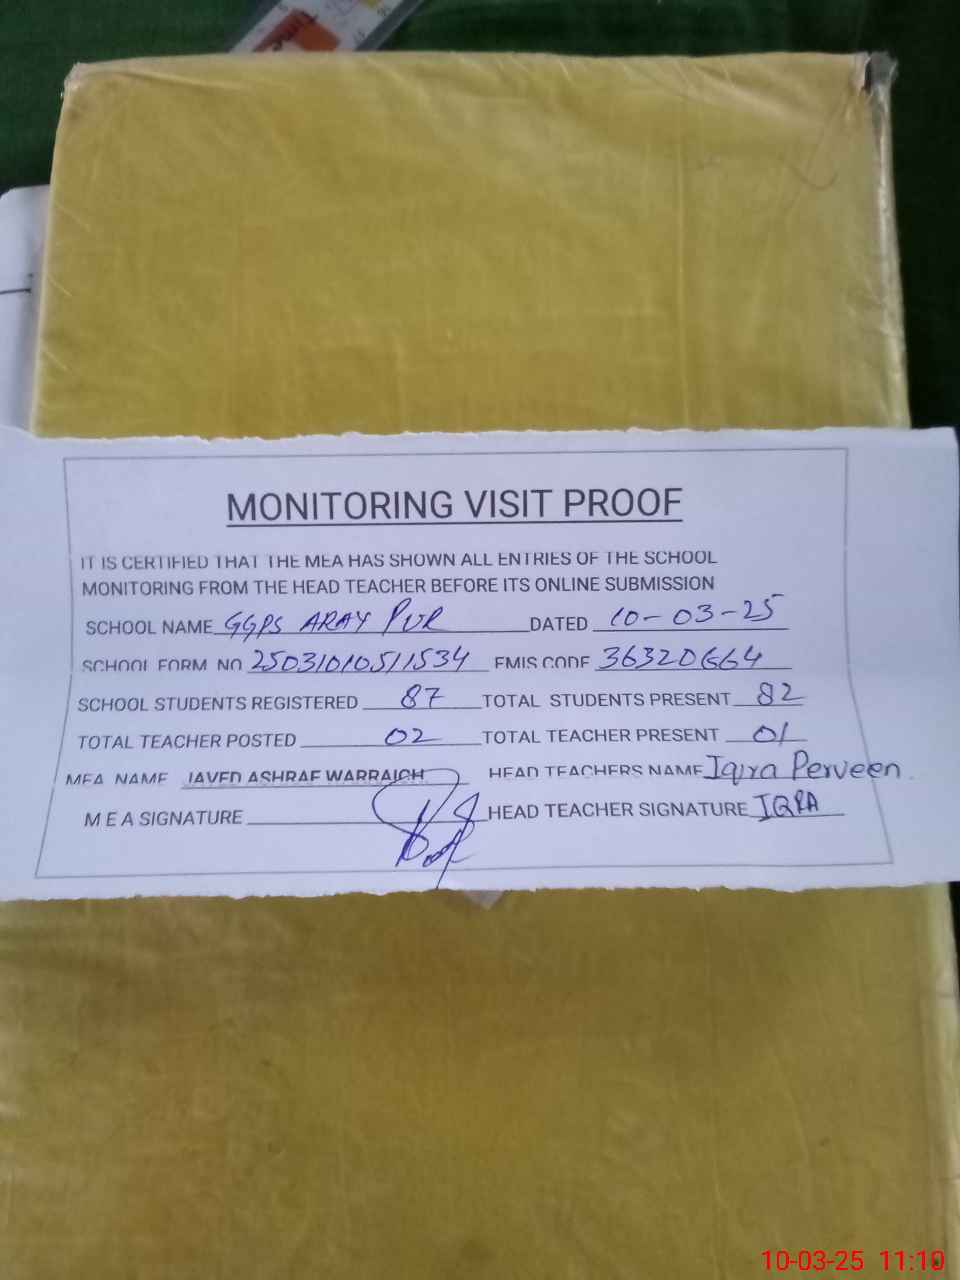 MONITORING VISIT PROOF
IT IS CERTIFIED THAT THE MEA HAS SHOWN ALL ENTRIES OF THE SCHOOL
MONITORING FROM THE HEAD TEACHER BEFORE ITS ONLINE SUBMISSION
SCHOOL NAME GGPS ARAY PUR DATED 10-03-25
SCHOOL FORM NO 25031010511534 EMIS CODE 36320664
SCHOOL STUDENTS REGISTERED 87 TOTAL STUDENTS PRESENT 82
TOTAL TEACHER POSTED 02 TOTAL TEACHER PRESENT 01
MEA NAME JAVED ASHRAF WARRAICH HEAD TEACHERS NAME Iqra Perveen.
M E A SIGNATURE HEAD TEACHER SIGNATURE IQRA
10-03-25 11:10